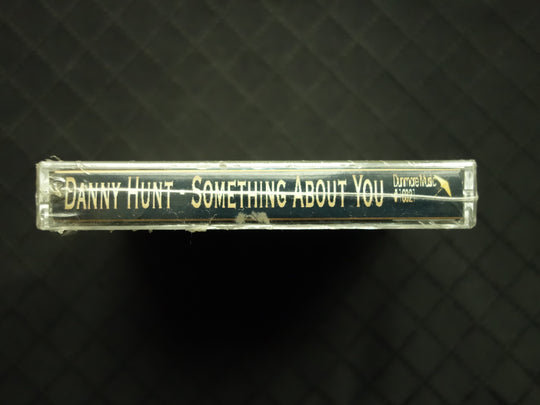 DANNY HUNT - SOMETHING ABOUT YOU
Dunmore Music